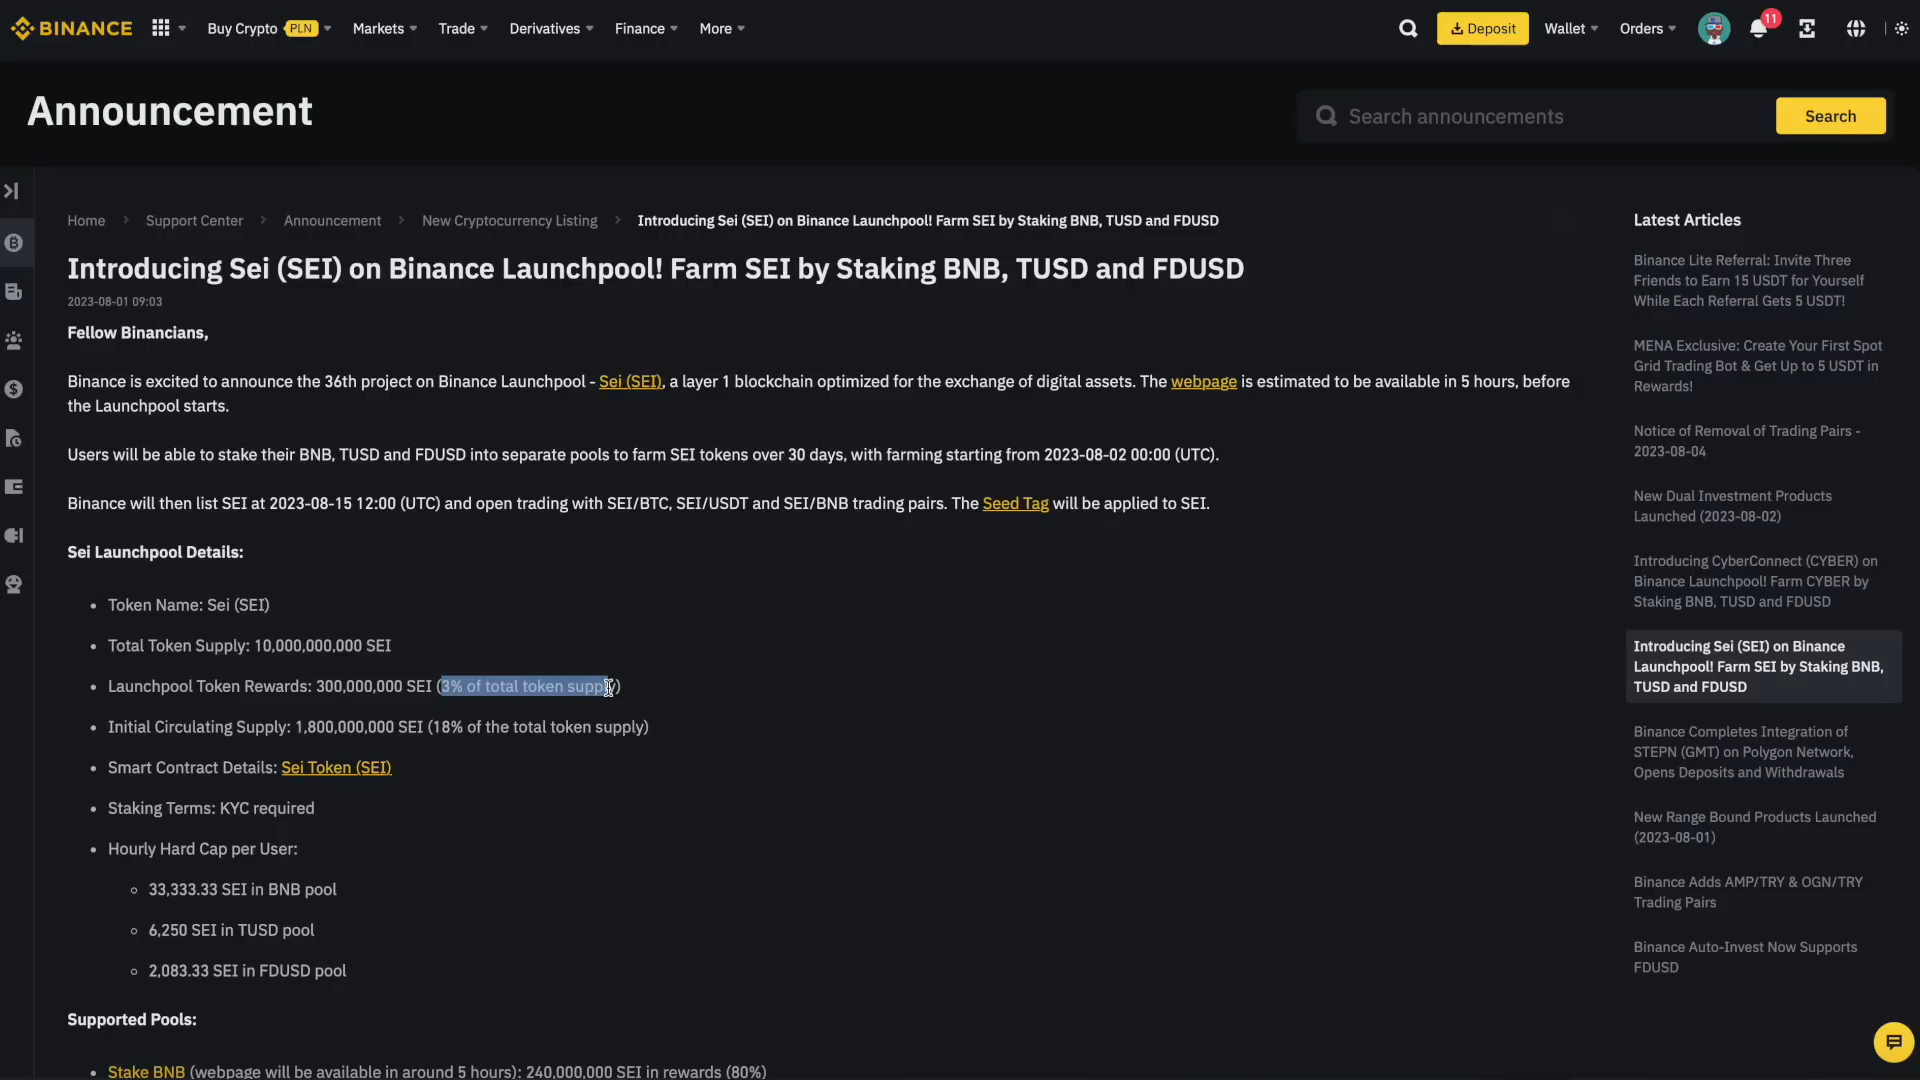 BINANCE
Buy Crypto PLN
Markets
Trade
Derivatives
Finance
More
Deposit
Wallet
Orders
11
Announcement
Search announcements
Search
Home
Support Center
Announcement
New Cryptocurrency Listing
Introducing Sei (SEI) on Binance Launchpool! Farm SEI by Staking BNB, TUSD and FDUSD
Introducing Sei (SEI) on Binance Launchpool! Farm SEI by Staking BNB, TUSD and FDUSD
2023-08-01 09:03
Fellow Binancians,
Binance is excited to announce the 36th project on Binance Launchpool - Sei (SEI), a layer 1 blockchain optimized for the exchange of digital assets. The webpage is estimated to be available in 5 hours, before
the Launchpool starts.
Users will be able to stake their BNB, TUSD and FDUSD into separate pools to farm SEI tokens over 30 days, with farming starting from 2023-08-02 00:00 (UTC).
Binance will then list SEI at 2023-08-15 12:00 (UTC) and open trading with SEI/BTC, SEI/USDT and SEI/BNB trading pairs. The Seed Tag will be applied to SEI.
Sei Launchpool Details:
• Token Name: Sei (SEI)
• Total Token Supply: 10,000,000,000 SEI
• Launchpool Token Rewards: 300,000,000 SEI (3% of total token supply)
• Initial Circulating Supply: 1,800,000,000 SEI (18% of the total token supply)
• Smart Contract Details: Sei Token (SEI)
• Staking Terms: KYC required
• Hourly Hard Cap per User:
◦ 33,333.33 SEI in BNB pool
◦ 6,250 SEI in TUSD pool
◦ 2,083.33 SEI in FDUSD pool
Supported Pools:
• Stake BNB (webpage will be available in around 5 hours): 240,000,000 SEI in rewards (80%)
Latest Articles
Binance Lite Referral: Invite Three
Friends to Earn 15 USDT for Yourself
While Each Referral Gets 5 USDT!
MENA Exclusive: Create Your First Spot
Grid Trading Bot & Get Up to 5 USDT in
Rewards!
Notice of Removal of Trading Pairs -
2023-08-04
New Dual Investment Products
Launched (2023-08-02)
Introducing CyberConnect (CYBER) on
Binance Launchpool! Farm CYBER by
Staking BNB, TUSD and FDUSD
Introducing Sei (SEI) on Binance
Launchpool! Farm SEI by Staking BNB,
TUSD and FDUSD
Binance Completes Integration of
STEPN (GMT) on Polygon Network,
Opens Deposits and Withdrawals
New Range Bound Products Launched
(2023-08-01)
Binance Adds AMP/TRY & OGN/TRY
Trading Pairs
Binance Auto-Invest Now Supports
FDUSD